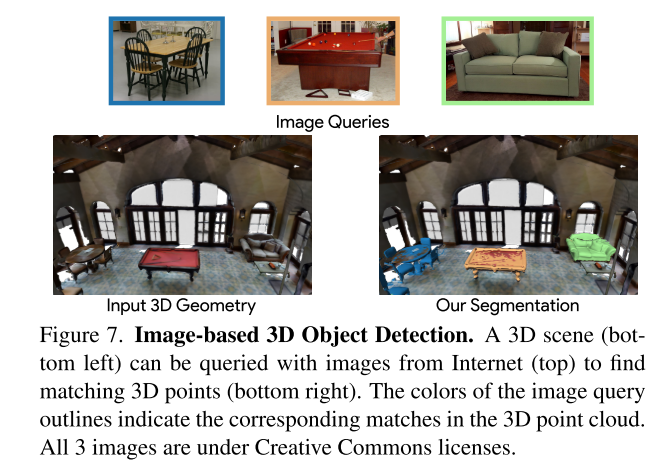 Image Queries
Input 3D Geometry
Our Segmentation
Figure 7. Image-based 3D Object Detection. A 3D scene (bot-
tom left) can be queried with images from Internet (top) to find
matching 3D points (bottom right). The colors of the image query
outlines indicate the corresponding matches in the 3D point cloud.
All 3 images are under Creative Commons licenses.